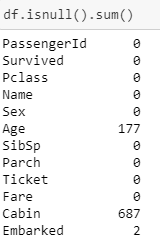 df.isnull().sum()
PassengerId 0
Survived 0
Pclass 0
Name 0
Sex 0
Age 177
SibSp 0
Parch 0
Ticket 0
Fare 0
Cabin 687
Embarked 2